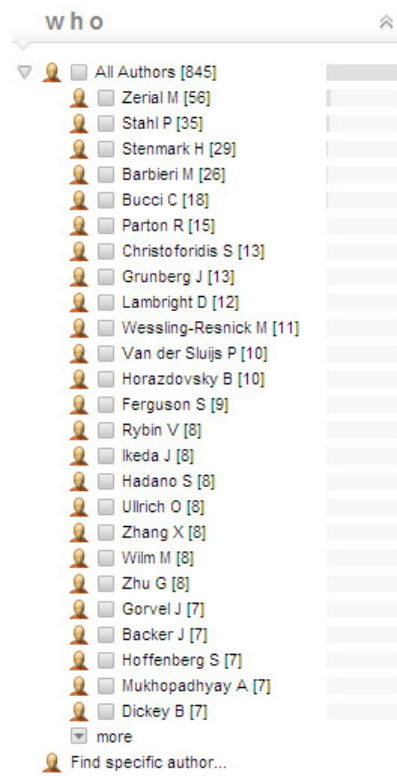 who
All Authors [845]
Zerial M [56]
Stahl P [35]
Stenmark H [29]
Barbieri M [26]
Bucci C [18]
Parton R [15]
Christoforidis S [13]
Grunberg J [13]
Lambright D [12]
Wessling-Resnick M [11]
Van der Sluijs P [10]
Horazdovsky B [10]
Ferguson S [9]
Rybin V [8]
Ikeda J [8]
Hadano S [8]
Ullrich O [8]
Zhang X [8]
Wilm M [8]
Zhu G [8]
Gorvel J [7]
Backer J [7]
Hoffenberg S [7]
Mukhopadhyay A [7]
Dickey B [7]
more
Find specific author...